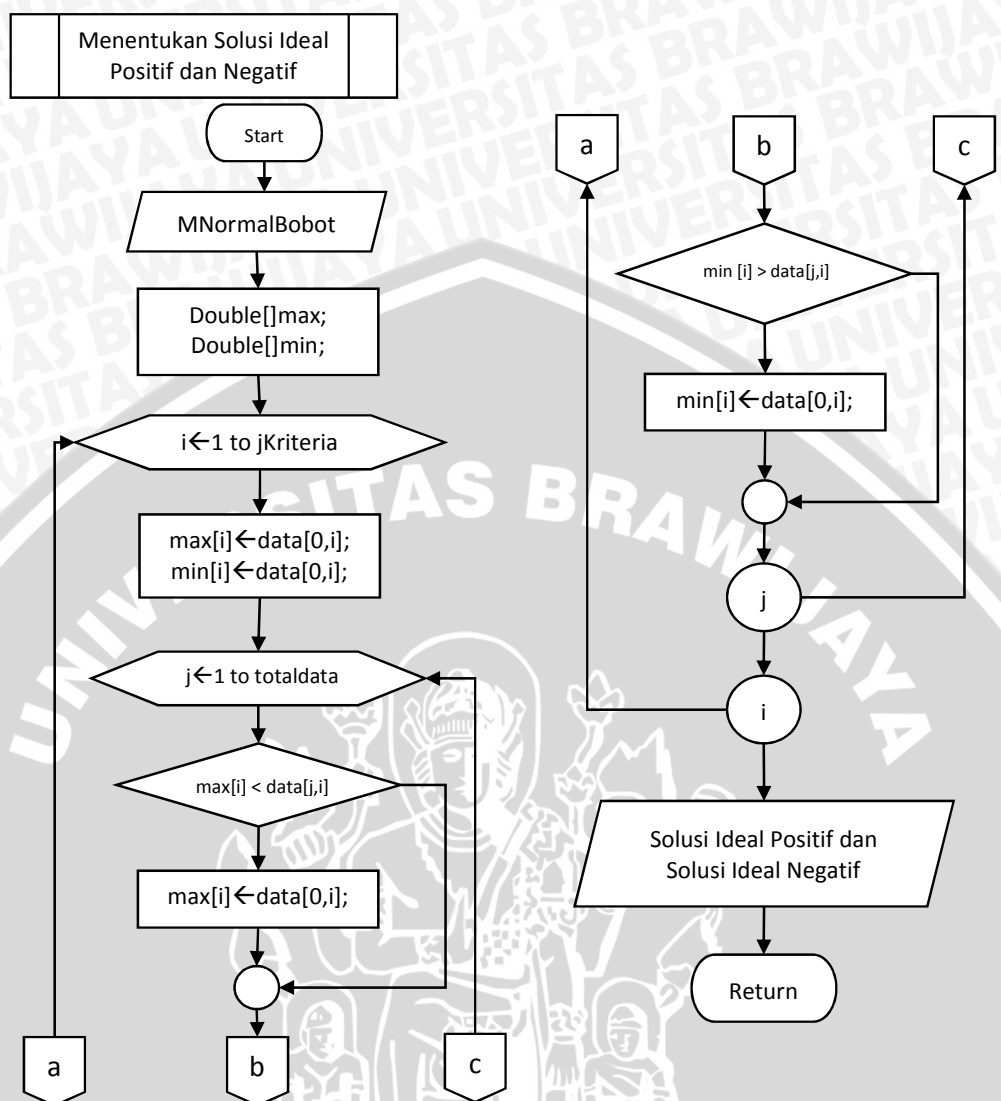 Menentukan Solusi Ideal
Positif dan Negatif
Start
MNormalBobot
Double[]max;
Double[]min;
i←1 to jKriteria
max[i]←data[0,i];
min[i]←data[0,i];
j←1 to totaldata
max[i] < data[j,i]
max[i]←data[0,i];
a
b
c
a
b
c
min [i] > data[j,i]
min[i]←data[0,i];
j
i
Solusi Ideal Positif dan
Solusi Ideal Negatif
Return
UNIVERSITAS BRAWIJAYA